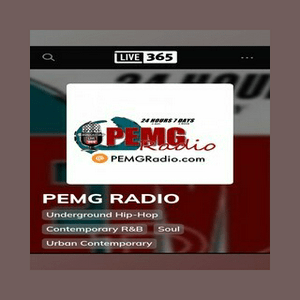 LIVE 365
24 HOURS 7 DAYS
PEMG
Radio
PEMGRadio.com
PEMG RADIO
Underground Hip-Hop
Contemporary R&B Soul
Urban Contemporary